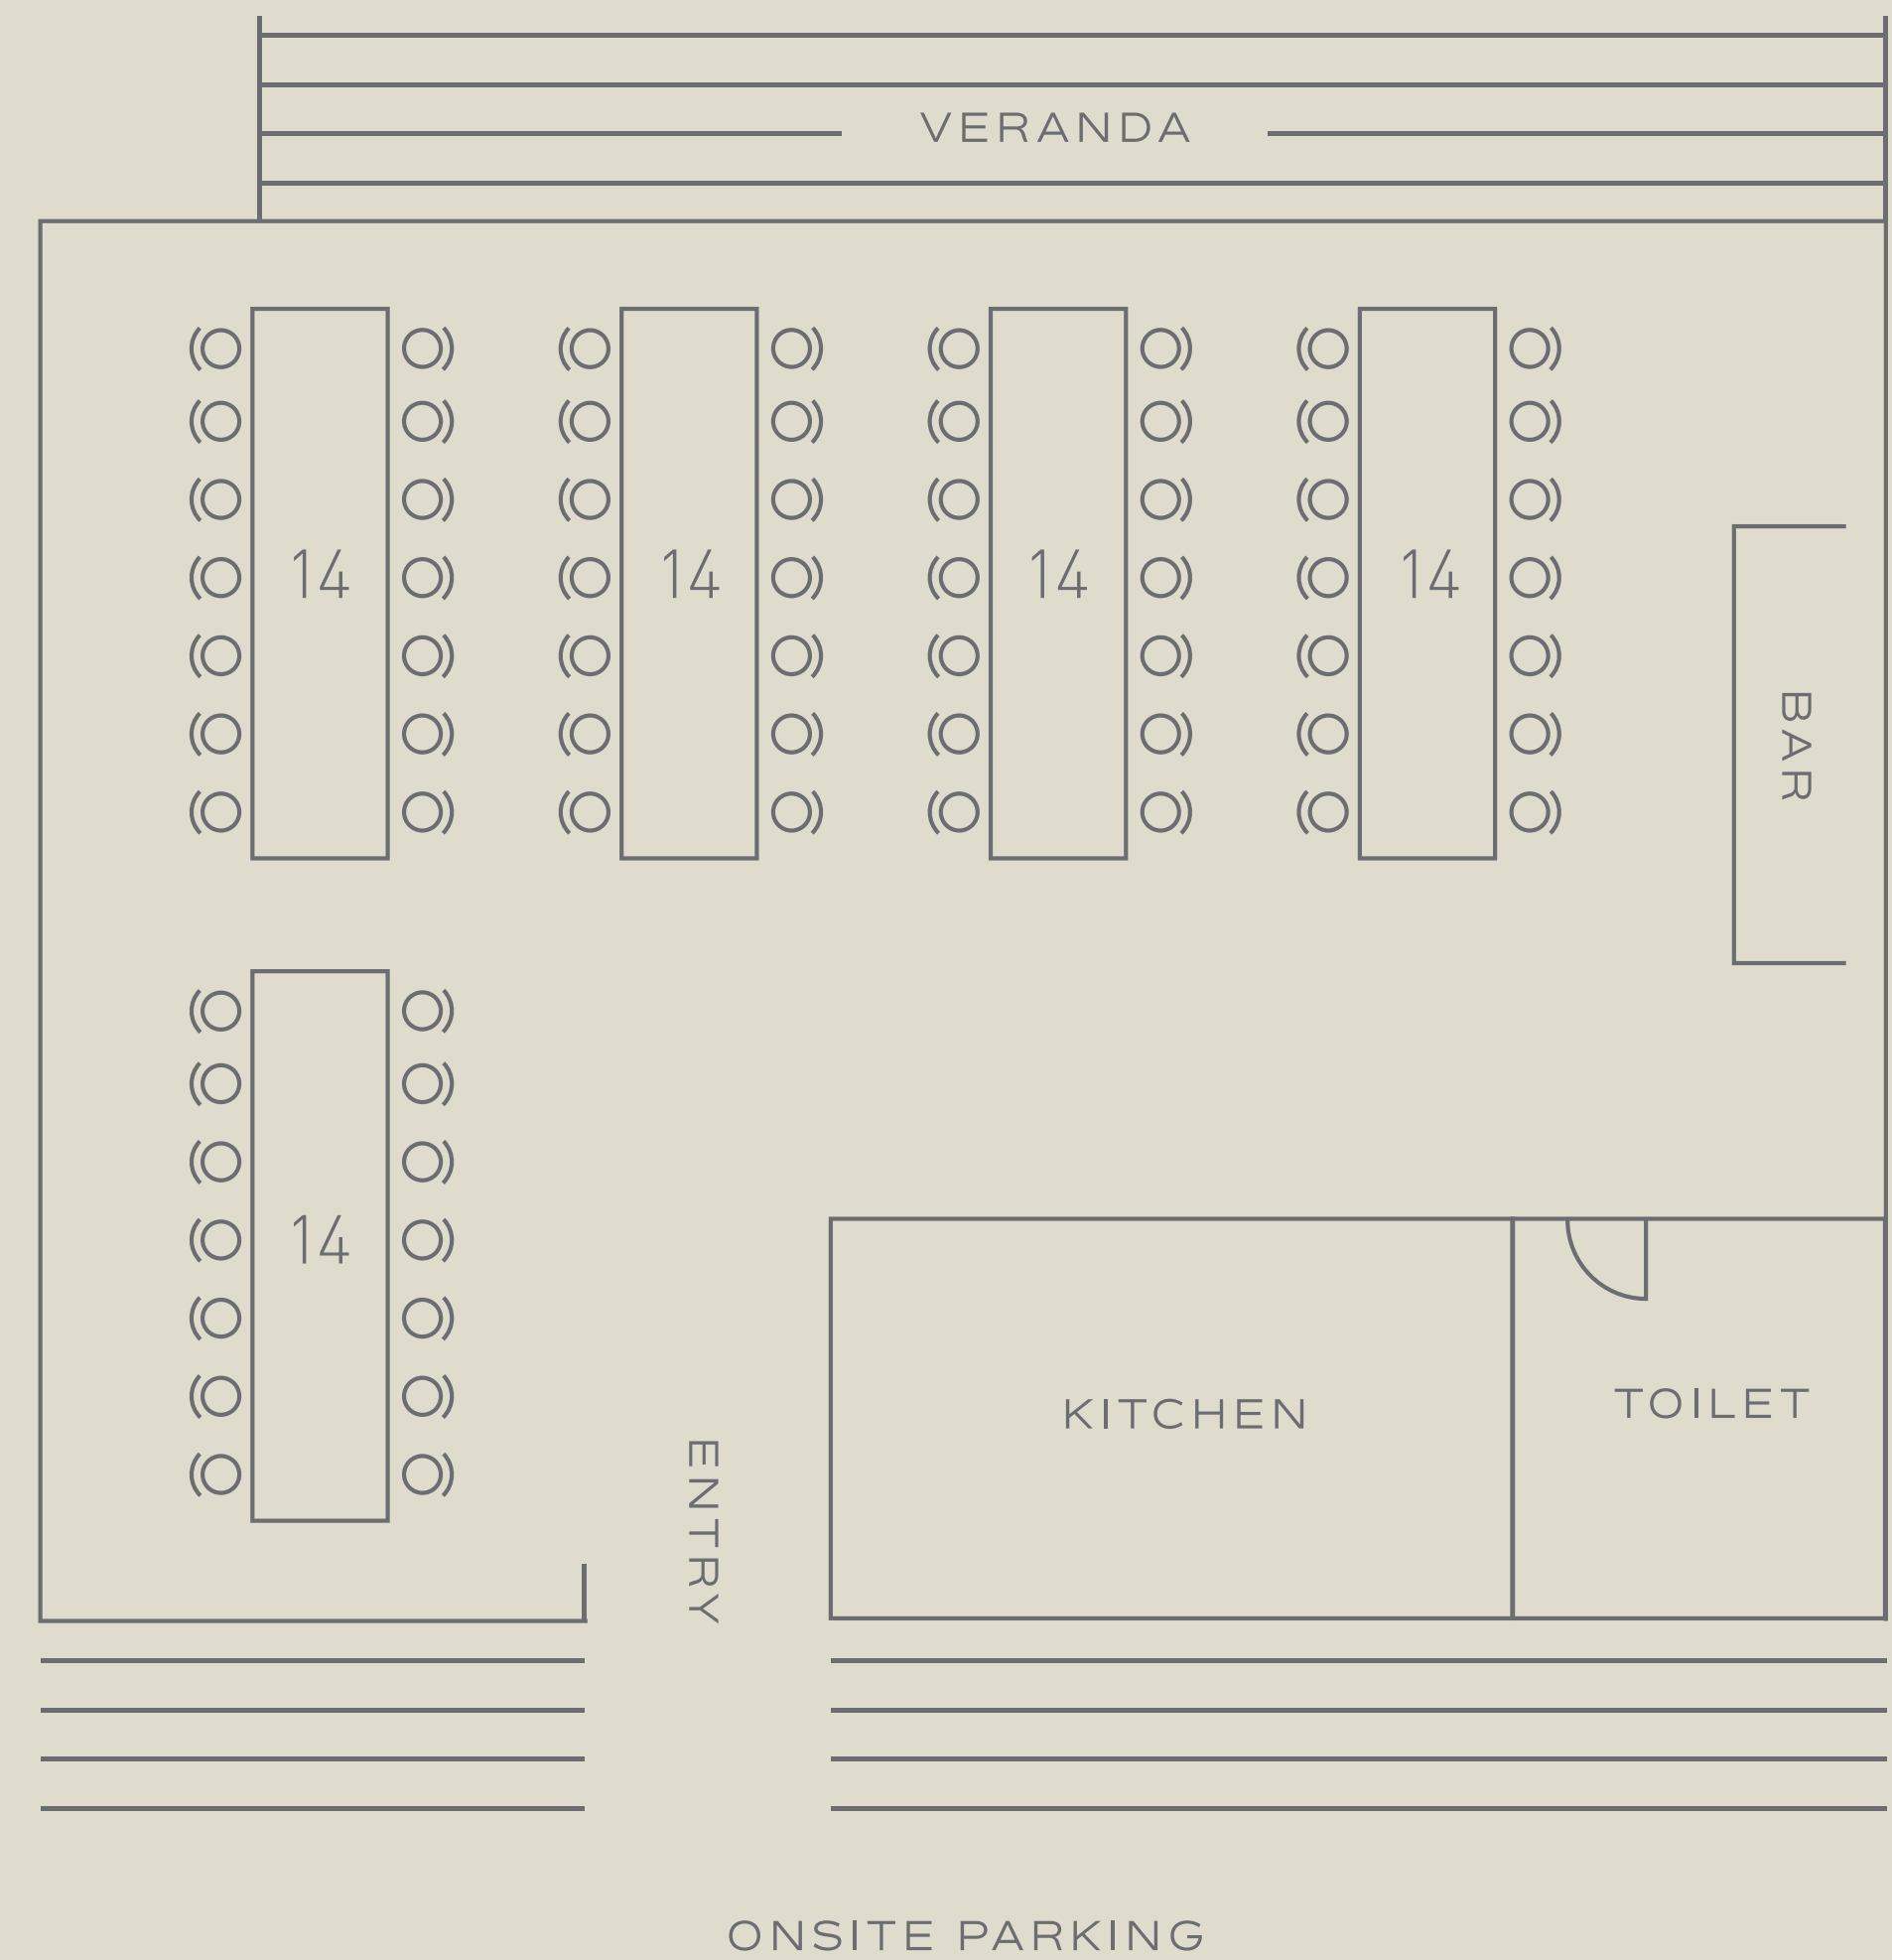 VERANDA
14
14
14
14
BAR
14
KITCHEN
TOILET
ENTRY
ONSITE PARKING